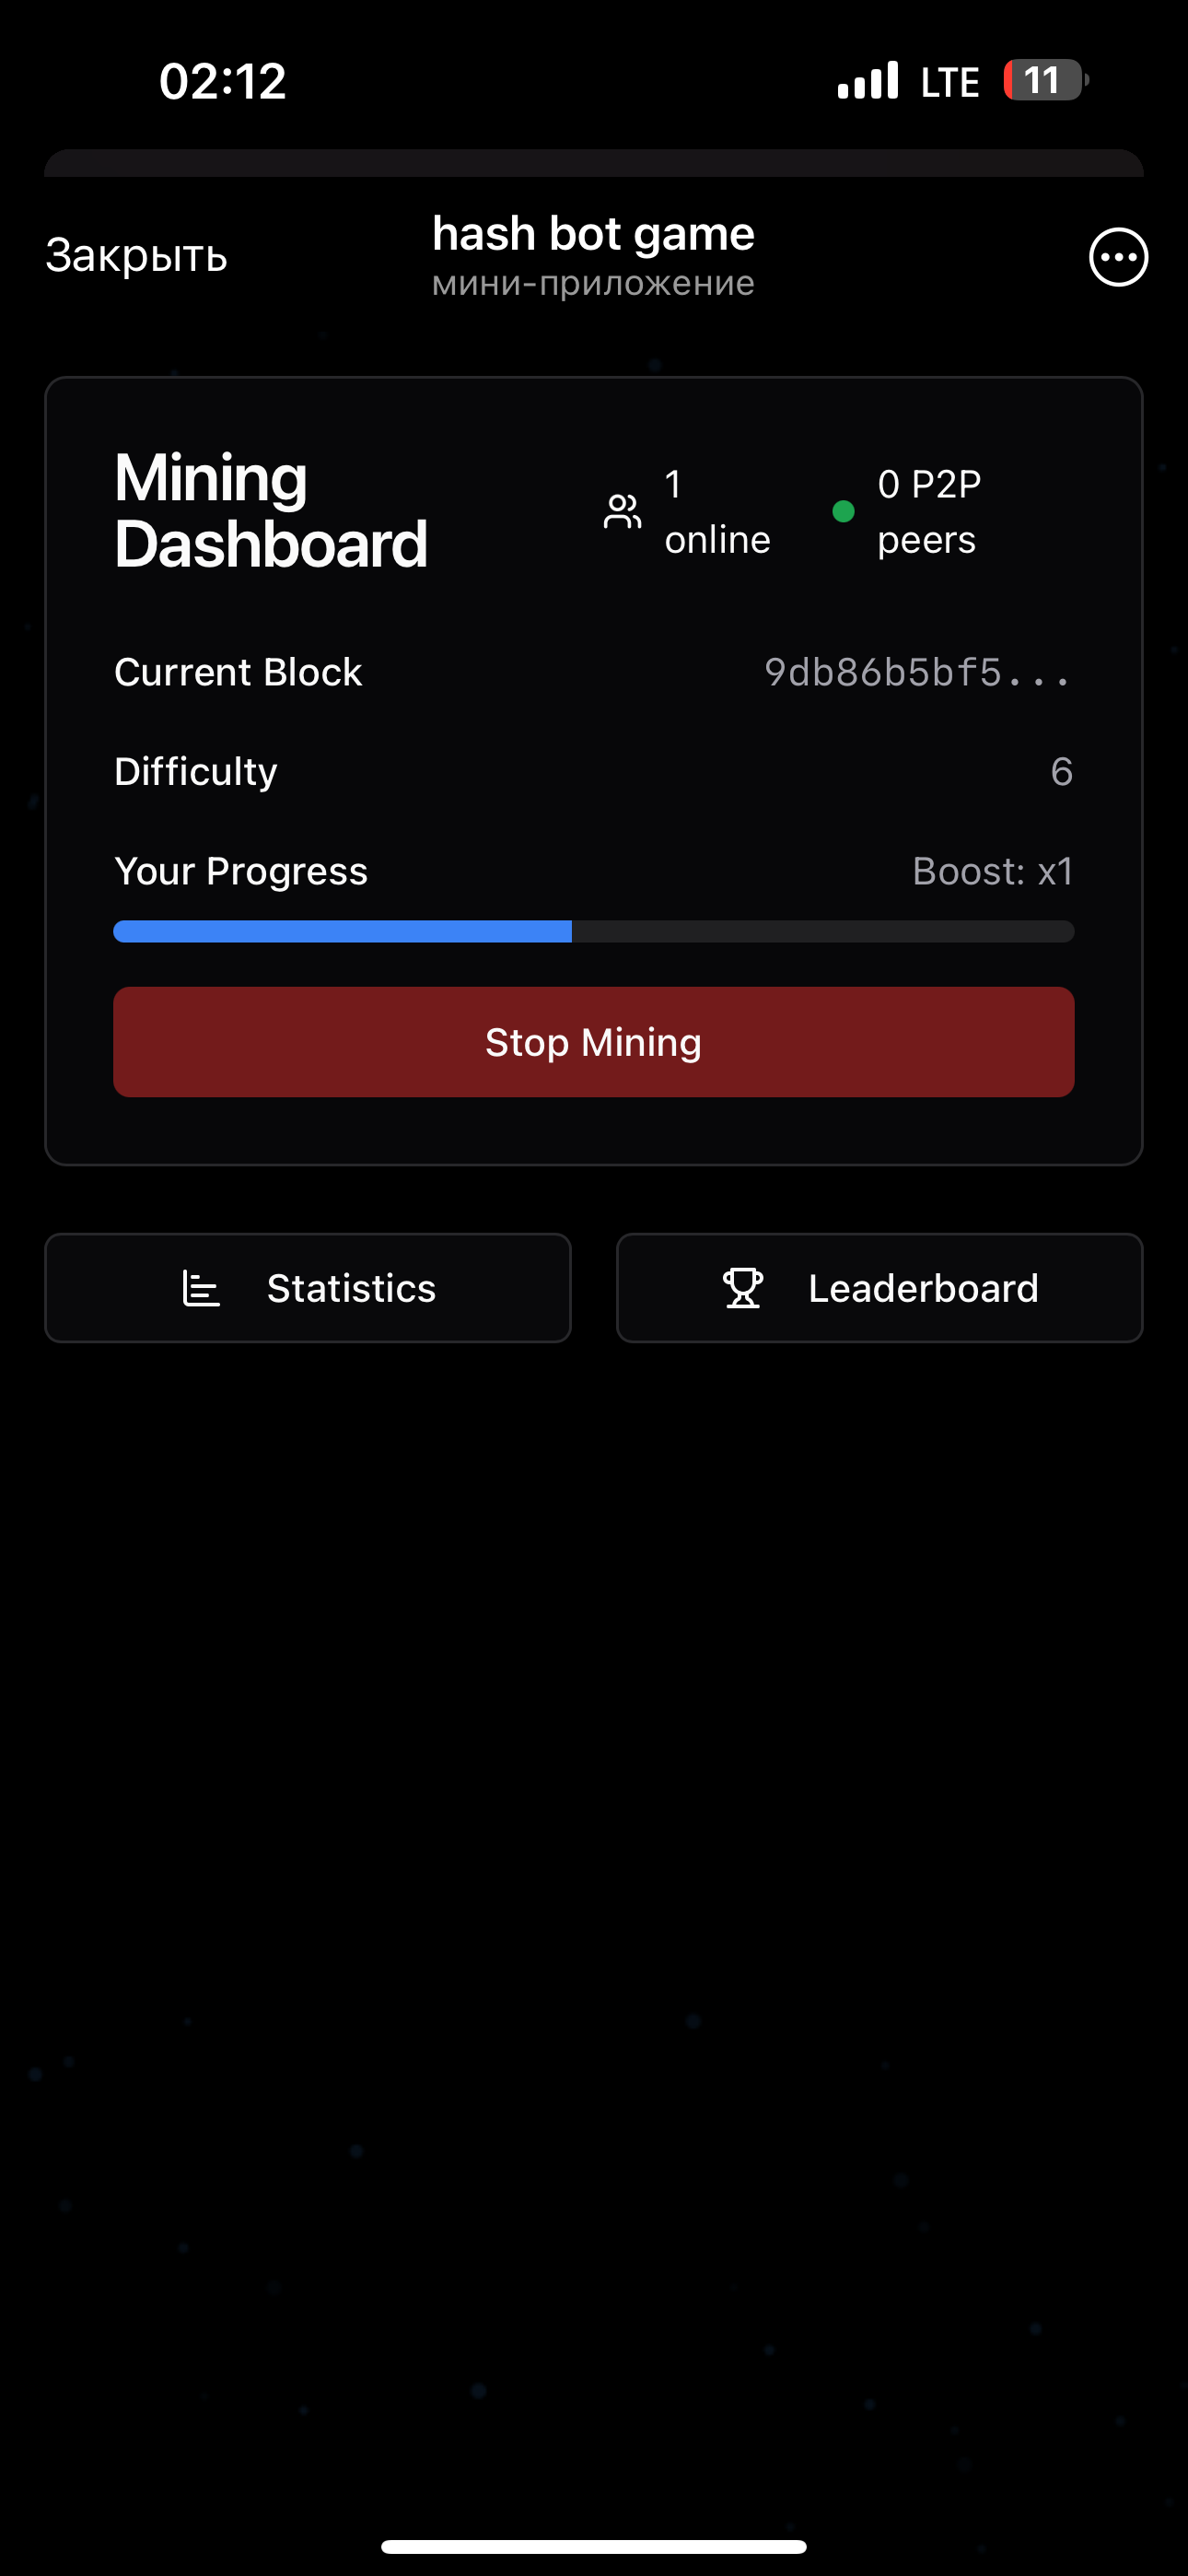 02:12
LTE
11
Закрыть
hash bot game
мини-приложение
Mining
Dashboard
1
online
0 P2P
peers
Current Block
9db86b5bf5...
Difficulty
6
Your Progress
Boost: x1
Stop Mining
Statistics
Leaderboard